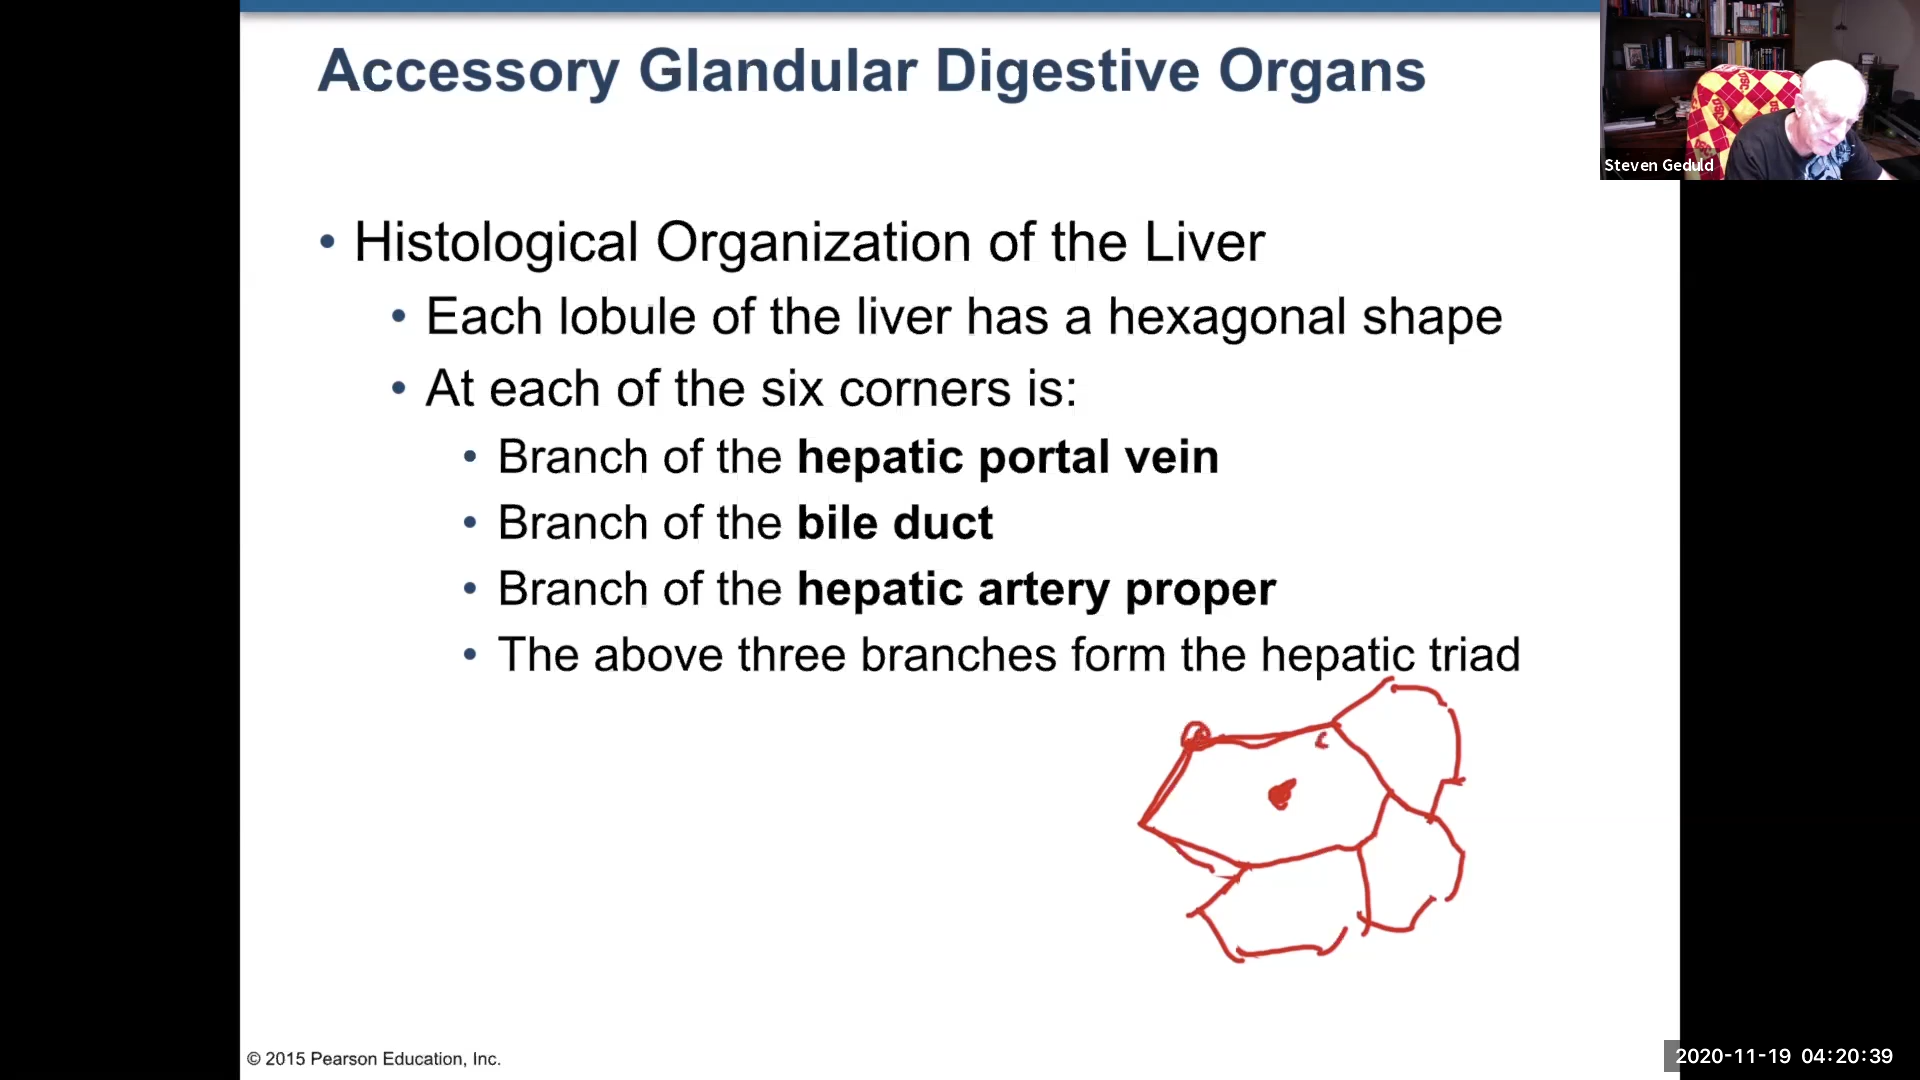 Accessory Glandular Digestive Organs
Steven Geduld
• Histological Organization of the Liver
• Each lobule of the liver has a hexagonal shape
• At each of the six corners is:
• Branch of the hepatic portal vein
• Branch of the bile duct
• Branch of the hepatic artery proper
• The above three branches form the hepatic triad
© 2015 Pearson Education, Inc.
2020-11-19 04:20:39